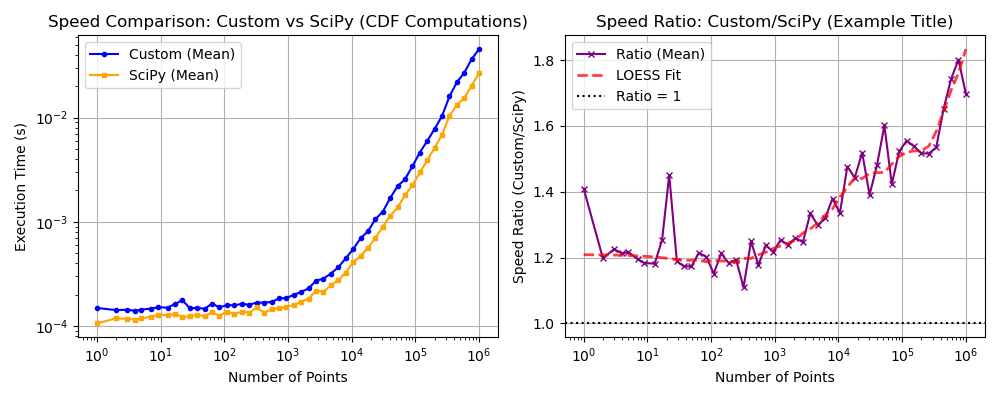 Speed Comparison: Custom vs SciPy (CDF Computations)
Custom (Mean)
SciPy (Mean)
Execution Time (s)
10⁻²
10⁻³
10⁻⁴
10⁰ 10¹ 10² 10³ 10⁴ 10⁵ 10⁶
Number of Points
Speed Ratio: Custom/SciPy (Example Title)
Ratio (Mean)
LOESS Fit
Ratio = 1
Speed Ratio (Custom/SciPy)
1.8
1.6
1.4
1.2
1.0
10⁰ 10¹ 10² 10³ 10⁴ 10⁵ 10⁶
Number of Points